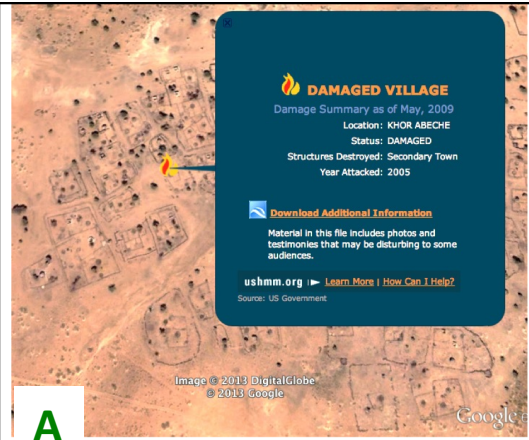 DAMAGED VILLAGE
Damage Summary as of May, 2009
Location: KHOR ABECHE
Status: DAMAGED
Structures Destroyed: Secondary Town
Year Attacked: 2005
Download Additional Information
Material in this file includes photos and
testimonies that may be disturbing to some
audiences.
ushmm.org Learn More | How Can I Help?
Source: US Government
Image © 2013 DigitalGlobe
© 2013 Google
Google
A